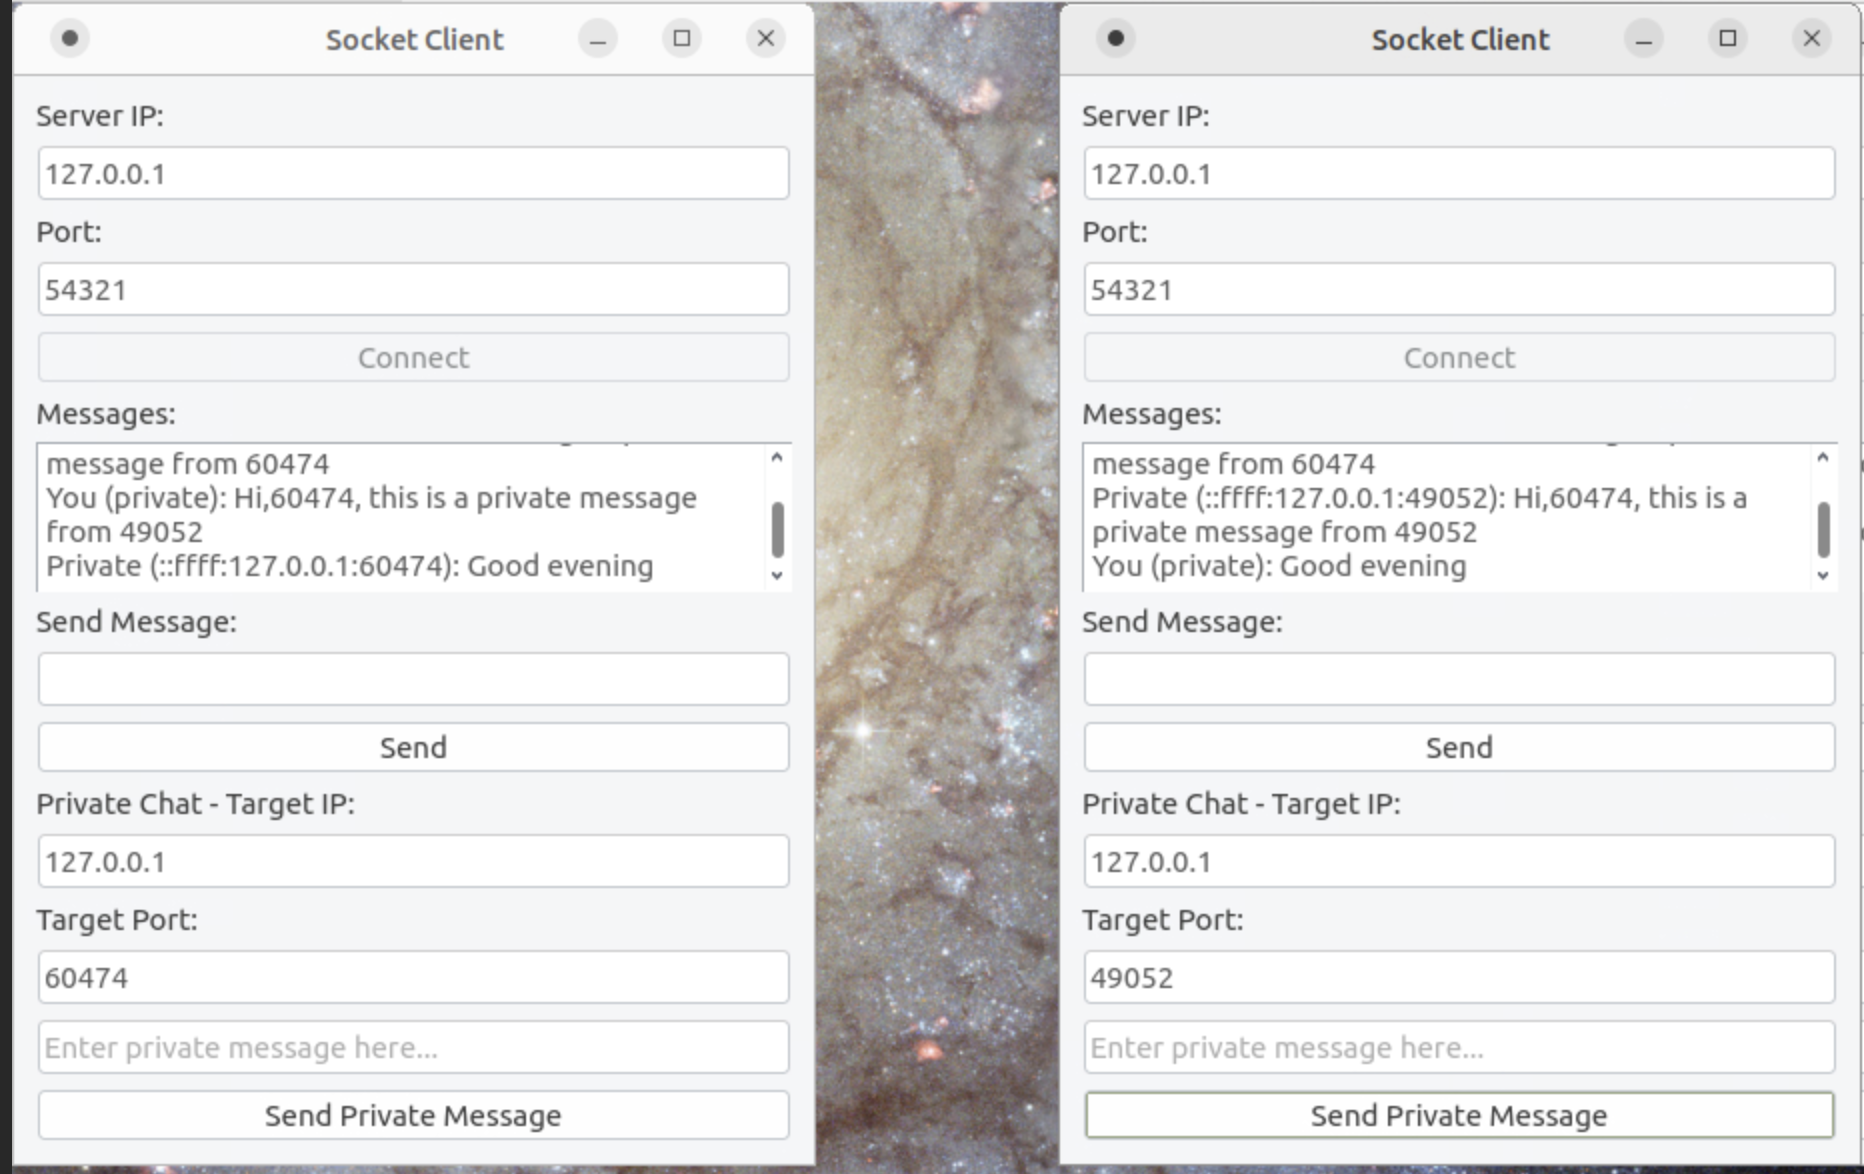 Socket Client
Server IP:
127.0.0.1
Port:
54321
Connect
Messages:
message from 60474
You (private): Hi,60474, this is a private message
from 49052
Private (::ffff:127.0.0.1:60474): Good evening
Send Message:
Send
Private Chat - Target IP:
127.0.0.1
Target Port:
60474
Enter private message here...
Send Private Message
Socket Client
Server IP:
127.0.0.1
Port:
54321
Connect
Messages:
message from 60474
Private (::ffff:127.0.0.1:49052): Hi,60474, this is a
private message from 49052
You (private): Good evening
Send Message:
Send
Private Chat - Target IP:
127.0.0.1
Target Port:
49052
Enter private message here...
Send Private Message